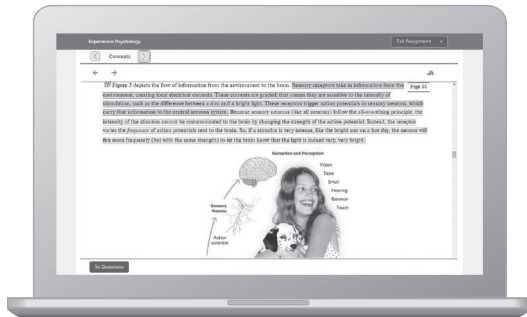 Experience Psychology
Exit Assignment ×
Concepts
Figure 3 depicts the flow of information from the environment to the brain. Sensory receptors take in information from the
Page 82
environment, creating local electrical currents. These currents are graded; that means they are sensitive to the intensity of
stimulation, such as the difference between a dim and a bright light. These receptors trigger action potentials in sensory neurons, which
carry that information to the central nervous system. Because sensory neurons (like all neurons) follow the all-or-nothing principle, the
intensity of the stimulus cannot be communicated to the brain by changing the strength of the action potential. Instead, the receptor
varies the frequency of action potentials sent to the brain. So, if a stimulus is very intense, like the bright sun on a hot day, the neuron will
fire more frequently (but with the same strength) to let the brain know that the light is indeed very, very bright.
Sensation and Perception
Vision
Taste
Smell
Hearing
Balance
Touch
Sensory
Neuron
Action
potential
To Questions